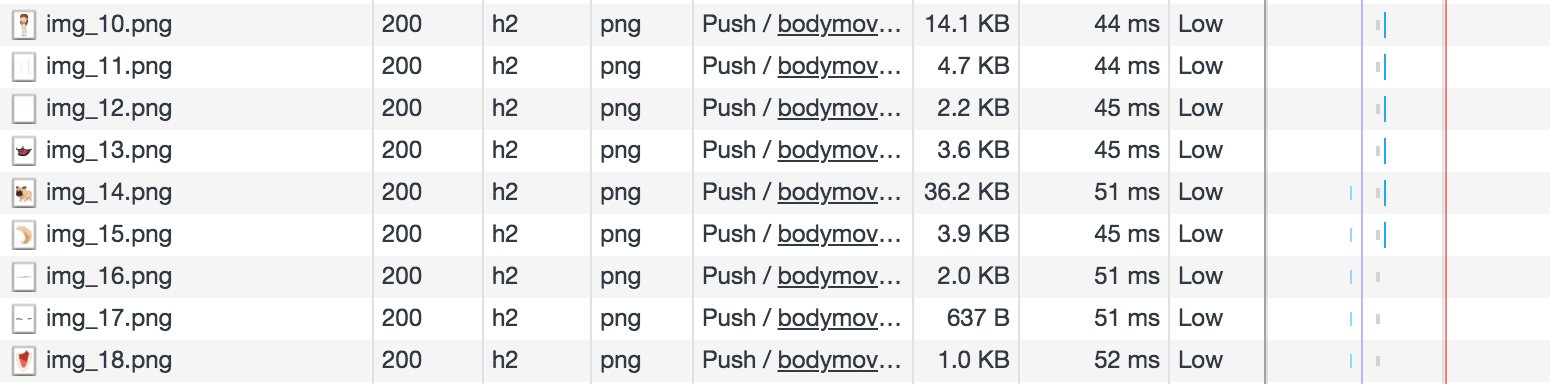 img_10.png 200 h2 png Push / bodymov… 14.1 KB 44 ms Low
img_11.png 200 h2 png Push / bodymov… 4.7 KB 44 ms Low
img_12.png 200 h2 png Push / bodymov… 2.2 KB 45 ms Low
img_13.png 200 h2 png Push / bodymov… 3.6 KB 45 ms Low
img_14.png 200 h2 png Push / bodymov… 36.2 KB 51 ms Low
img_15.png 200 h2 png Push / bodymov… 3.9 KB 45 ms Low
img_16.png 200 h2 png Push / bodymov… 2.0 KB 51 ms Low
img_17.png 200 h2 png Push / bodymov… 637 B 51 ms Low
img_18.png 200 h2 png Push / bodymov… 1.0 KB 52 ms Low